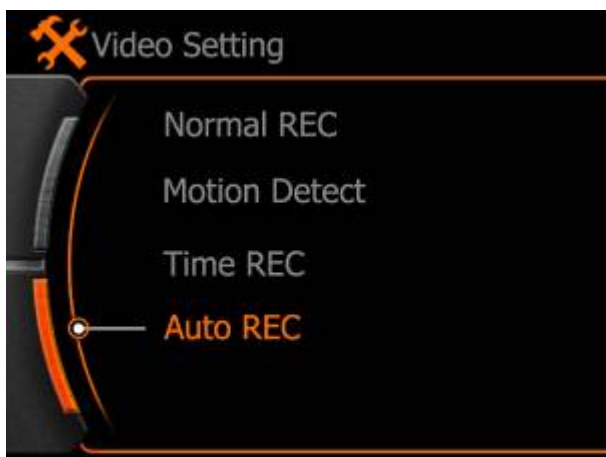 Video Setting
Normal REC
Motion Detect
Time REC
Auto REC